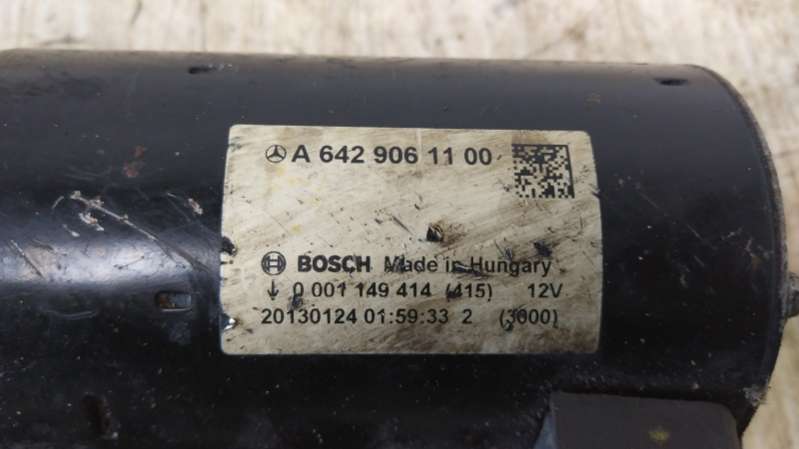 A 642 906 11 00
BOSCH Made in Hungary
0 001 149 414 (415) 12V
20130124 01:59:33 2 (3000)